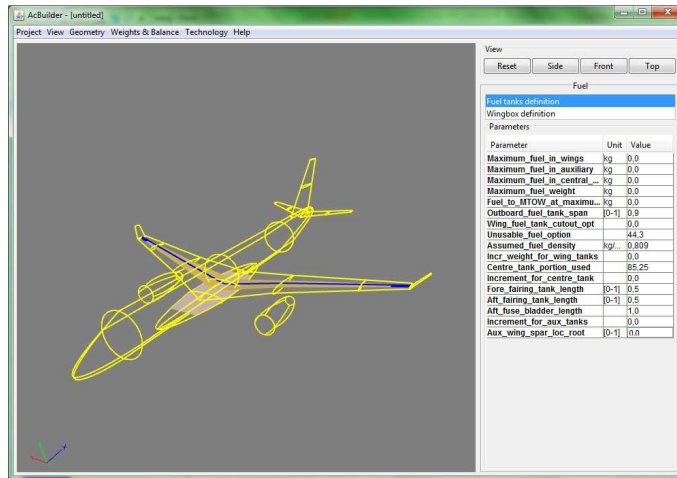 AcBuilder - [untitled]
Project View Geometry Weights & Balance Technology Help
View
Reset Side Front Top
Fuel
Fuel tanks definition
Wingbox definition
Parameters
Parameter Unit Value
Maximum_fuel_in_wings kg 0,0
Maximum_fuel_in_auxiliary kg 0,0
Maximum_fuel_in_central_... kg 0,0
Maximum_fuel_weight kg 0,0
Fuel_to_MTOW_at_maximu... kg 0,0
Outboard_fuel_tank_span [0-1] 0,9
Wing_fuel_tank_cutout_opt 0,0
Unusable_fuel_option 44,3
Assumed_fuel_density kg/... 0,809
Incr_weight_for_wing_tanks 0,0
Centre_tank_portion_used 85,25
Increment_for_centre_tank 0,0
Fore_fairing_tank_length [0-1] 0,5
Aft_fairing_tank_length [0-1] 0,5
Aft_fuse_bladder_length 1,0
Increment_for_aux_tanks 0,0
Aux_wing_spar_loc_root [0-1] 0,0